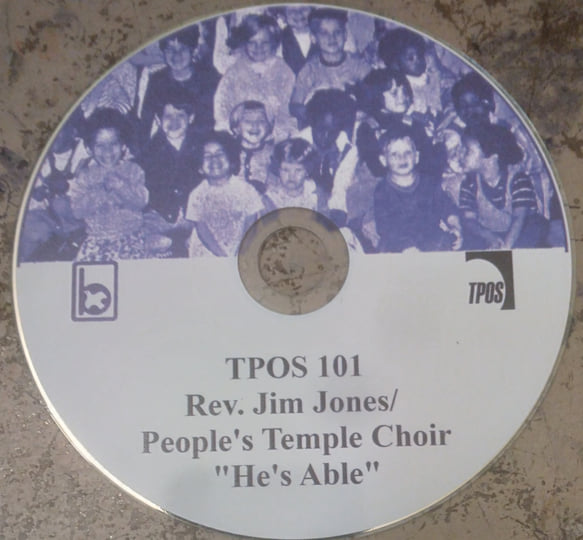 b
TPOS
TPOS 101
Rev. Jim Jones/
People's Temple Choir
"He's Able"